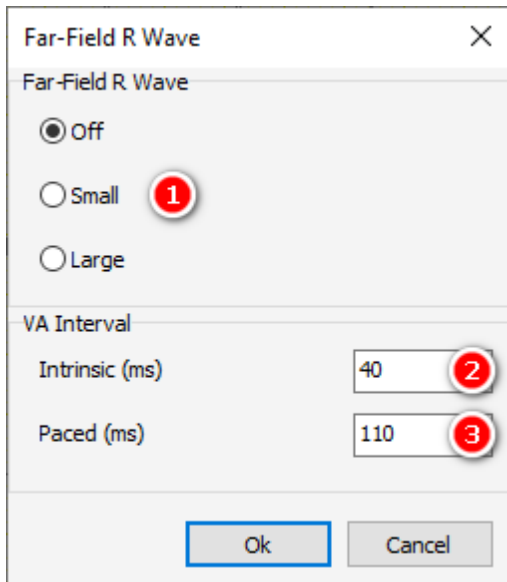 Far-Field R Wave
Far-Field R Wave
Off
Small 1
Large
VA Interval
Intrinsic (ms) 40 2
Paced (ms) 110 3
Ok Cancel